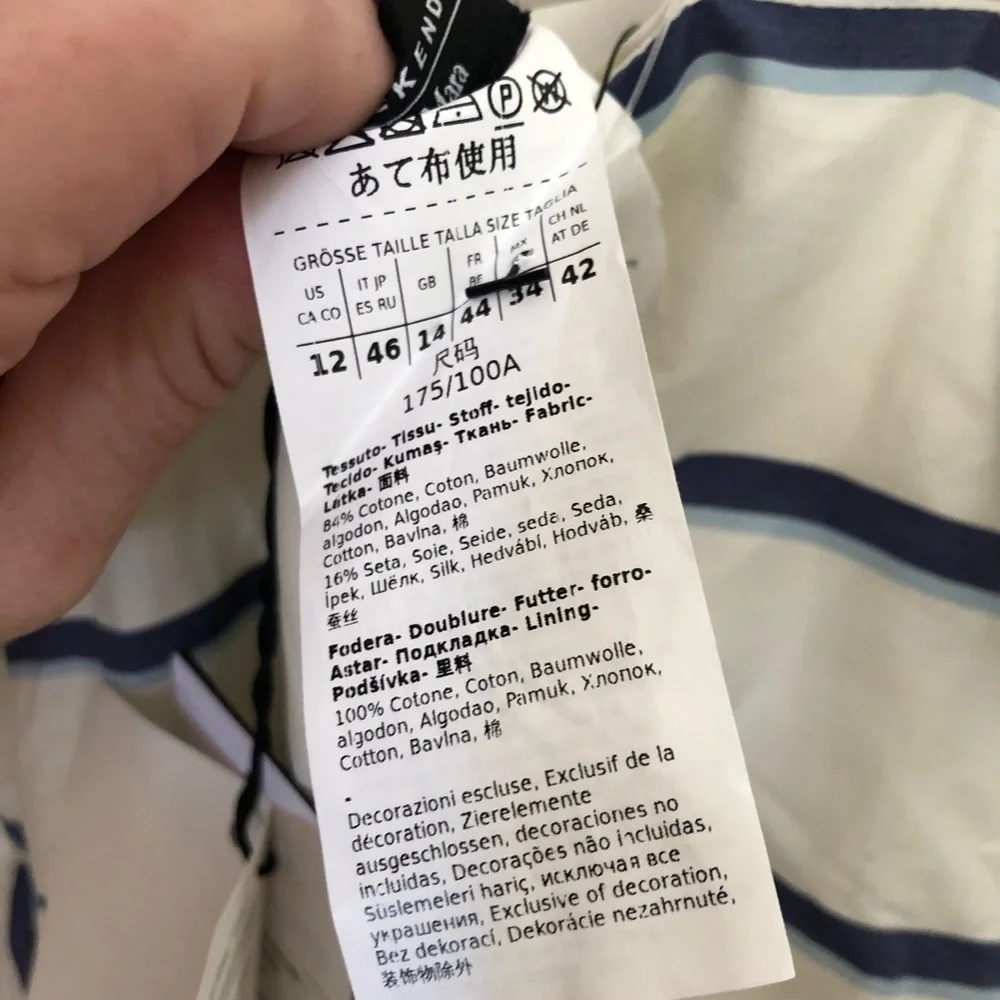 KEND
Mara
P
あて布使用
GRÖSSE TAILLE TALLA SIZE TAGLIA
US CA CO
IT JP ES RU
GB
FR BE
MX
CH NL AT DE
12 46 14 44 34 42
尺码
175/100A
Tessuto- Tissu- Stoff- tejido-
Tecido- Kumaş- Ткань- Fabric-
Látka- 面料
84% Cotone, Coton, Baumwolle,
algodon, Algodao, Pamuk, Хлопок,
Cotton, Bavlna, 棉
16% Seta, Soie, Seide, seda, Seda,
İpek, Шёлк, Silk, Hedvábí, Hodváb, 桑
蚕丝
Fodera- Doublure- Futter- forro-
Astar- Подкладка- Lining-
Podšívka- 里料
100% Cotone, Coton, Baumwolle,
algodon, Algodao, Pamuk, Хлопок,
Cotton, Bavlna, 棉
-
Decorazioni escluse, Exclusif de la
décoration, Zierelemente
ausgeschlossen, decoraciones no
incluidas, Decorações não incluidas,
Süslemeleri hariç, исключая все
украшения, Exclusive of decoration,
Bez dekorací, Dekorácie nezahrnuté,
装饰物除外